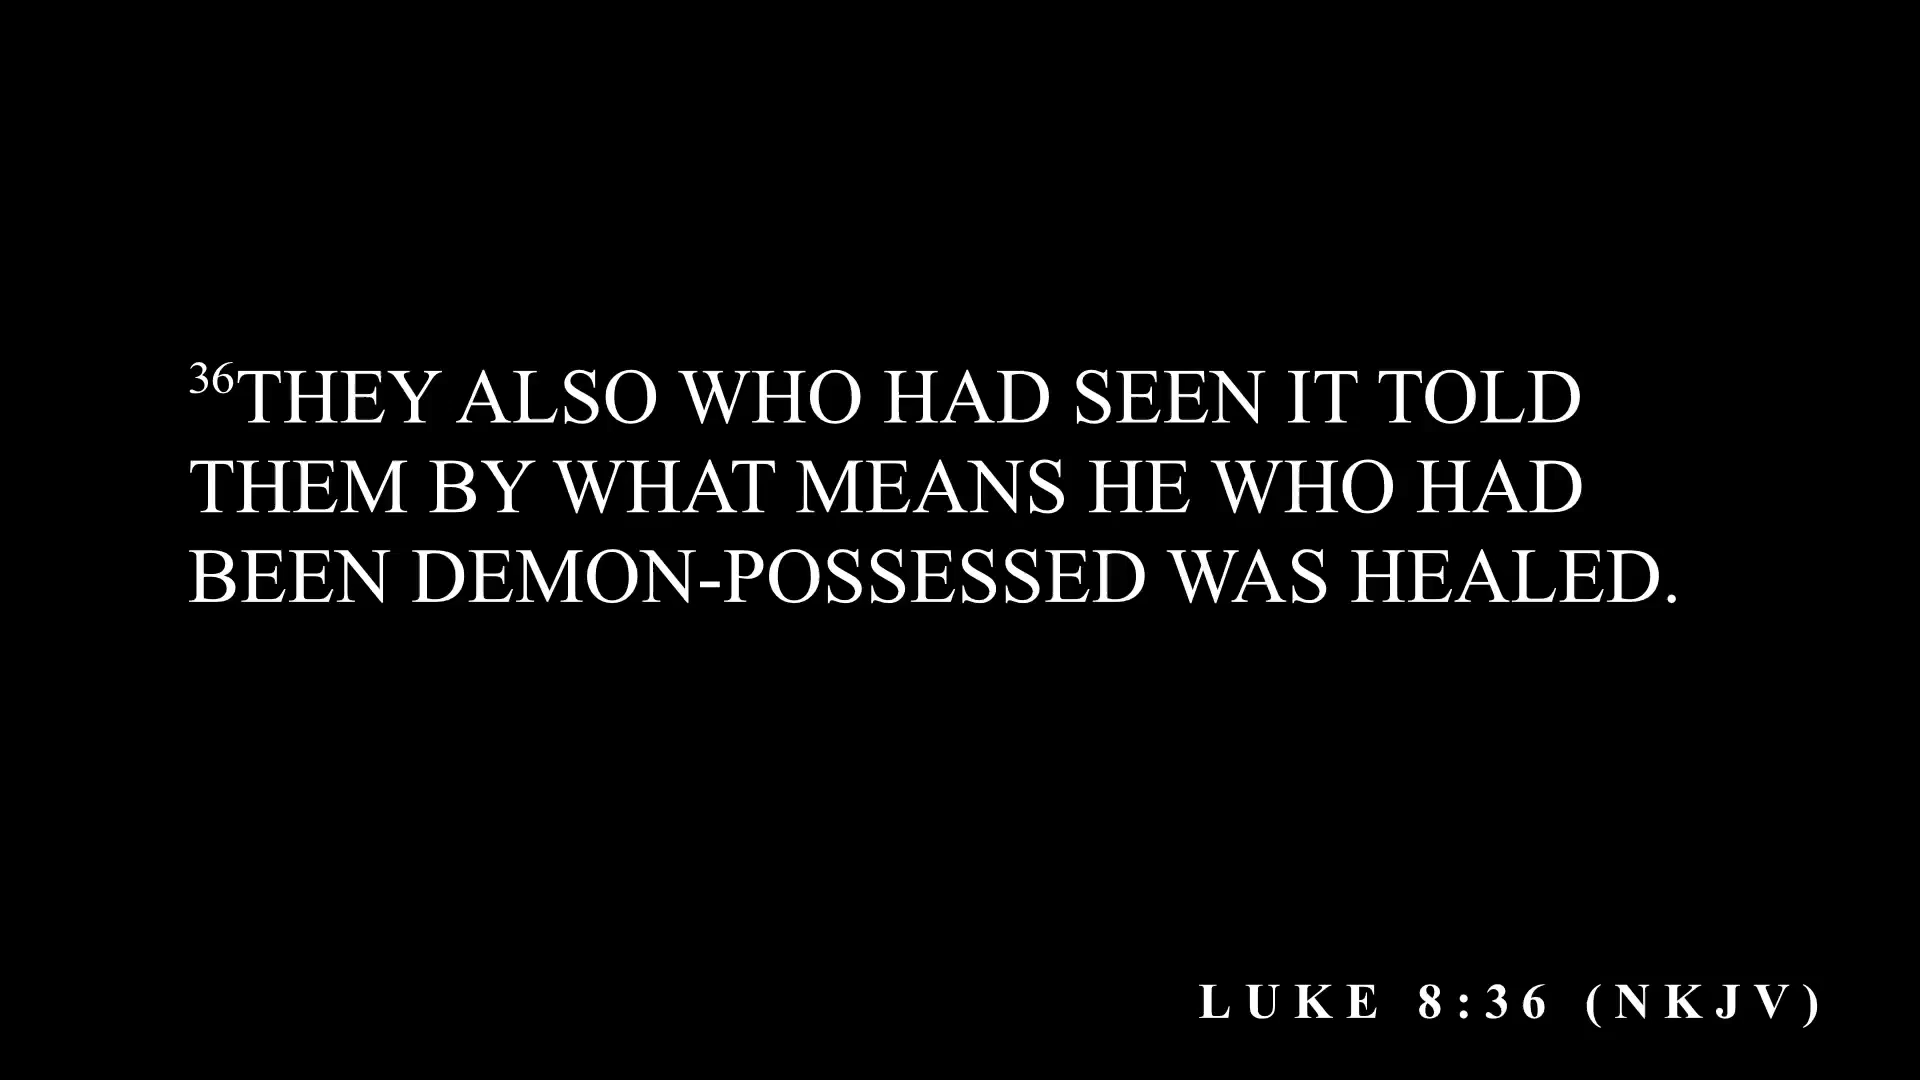 36THEY ALSO WHO HAD SEEN IT TOLD
THEM BY WHAT MEANS HE WHO HAD
BEEN DEMON-POSSESSED WAS HEALED.
LUKE 8:36 (NKJV)